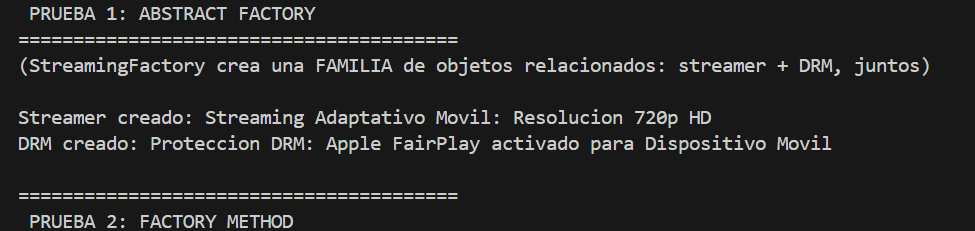 PRUEBA 1: ABSTRACT FACTORY
========================================
(StreamingFactory crea una FAMILIA de objetos relacionados: streamer + DRM, juntos)
Streamer creado: Streaming Adaptativo Movil: Resolucion 720p HD
DRM creado: Proteccion DRM: Apple FairPlay activado para Dispositivo Movil
========================================
PRUEBA 2: FACTORY METHOD